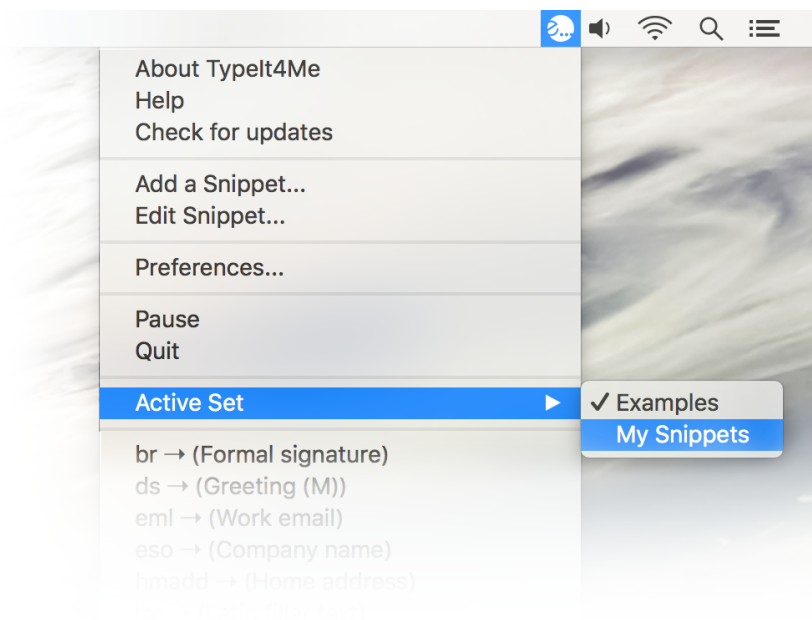 About TypeIt4Me
Help
Check for updates
Add a Snippet...
Edit Snippet...
Preferences...
Pause
Quit
Active Set
Examples
My Snippets
br → (Formal signature)
ds → (Greeting (M))
eml → (Work email)
eso → (Company name)
hmadd → (Home address)